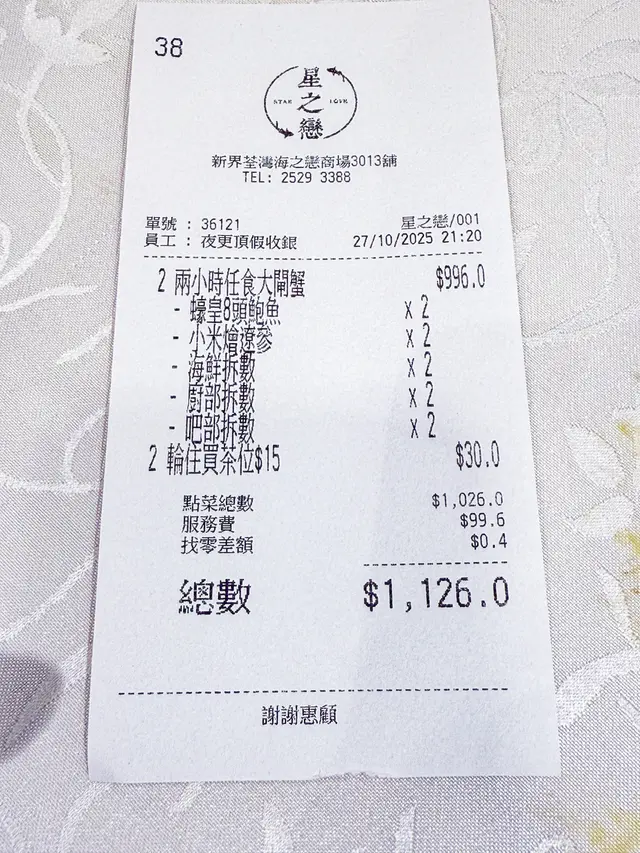 38
星之戀
STAR LOVE
新界荃灣海之戀商場3013舖
TEL: 2529 3388
單號 : 36121 星之戀/001
員工 : 夜更頂假收銀 27/10/2025 21:20
2 兩小時任食大閘蟹 $996.0
- 蠔皇8頭鮑魚 x 2
- 小米燴遼參 x 2
- 海鮮拆數 x 2
- 廚部拆數 x 2
- 吧部拆數 x 2
2 輪住買茶位$15 $30.0
點菜總數 $1,026.0
服務費 $99.6
找零差額 $0.4
總數 $1,126.0
謝謝惠顧